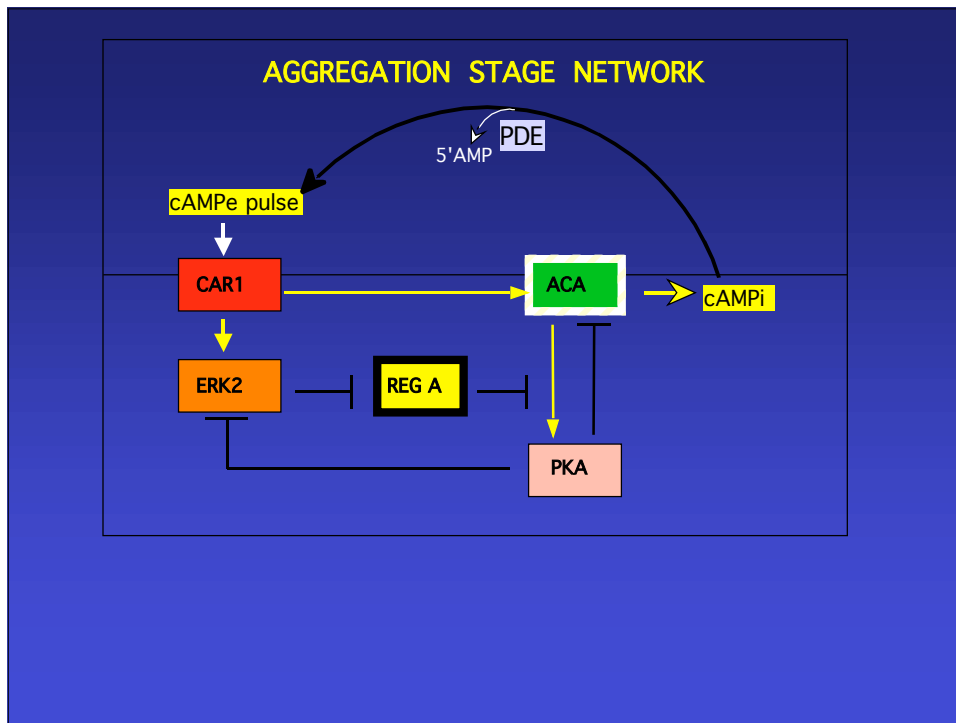 AGGREGATION STAGE NETWORK
PDE
5'AMP
cAMPe pulse
CAR1
ACA
cAMPi
ERK2
REG A
PKA